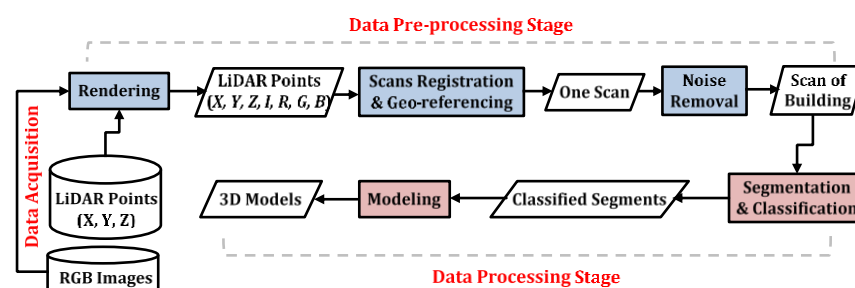 Data Pre-processing Stage
Rendering
LiDAR Points
(X, Y, Z, I, R, G, B)
Scans Registration
& Geo-referencing
One Scan
Noise
Removal
Scan of
Building
Data Acquisition
LiDAR Points
(X, Y, Z)
RGB Images
3D Models
Modeling
Classified Segments
Segmentation
& Classification
Data Processing Stage